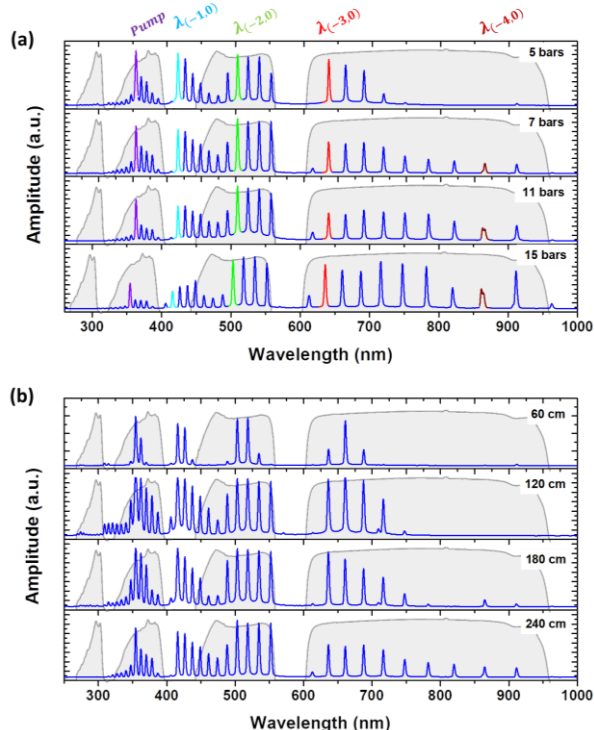 Pump λ(−1,0) λ(−2,0) λ(−3,0) λ(−4,0)
(a)
5 bars
7 bars
11 bars
15 bars
Amplitude (a.u.)
300 400 500 600 700 800 900 1000
Wavelength (nm)
(b)
60 cm
120 cm
180 cm
240 cm
Amplitude (a.u.)
300 400 500 600 700 800 900 1000
Wavelength (nm)